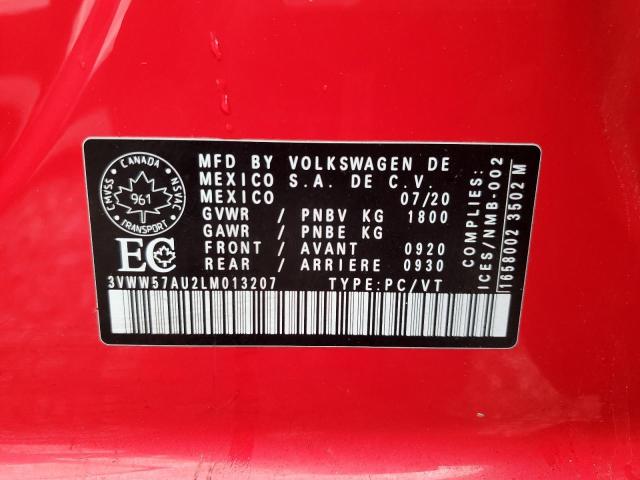 CANADA
CMVSS
NSVAC
961
TRANSPORT
EC
MFD BY VOLKSWAGEN DE
MEXICO S.A. DE C.V.
MEXICO 07/20
GVWR / PNBV KG 1800
GAWR / PNBE KG
FRONT / AVANT 0920
REAR / ARRIERE 0930
3VWW57AU2LM013207 TYPE:PC/VT
COMPLIES:
ICES/NMB-002
1658002 3502 M